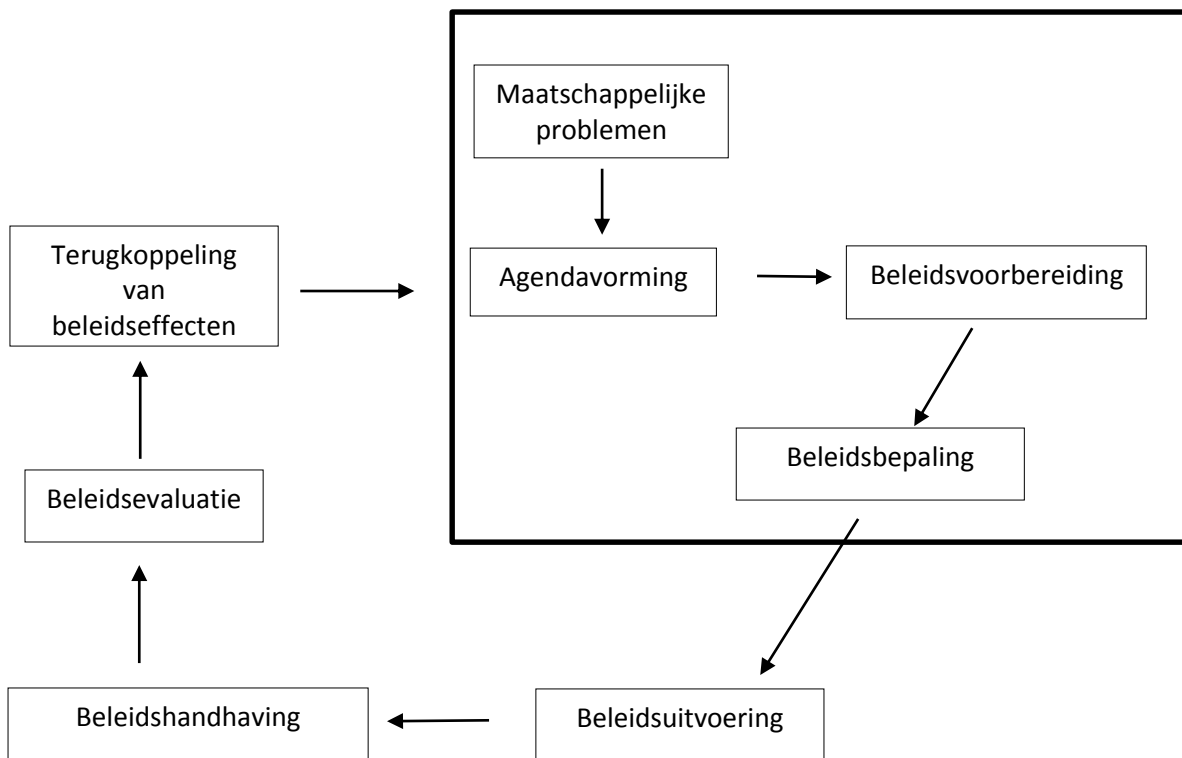 Maatschappelijke
problemen
Terugkoppeling
van
beleidseffecten
Agendavorming
Beleidsvoorbereiding
Beleidsbepaling
Beleidsevaluatie
Beleidshandhaving
Beleidsuitvoering